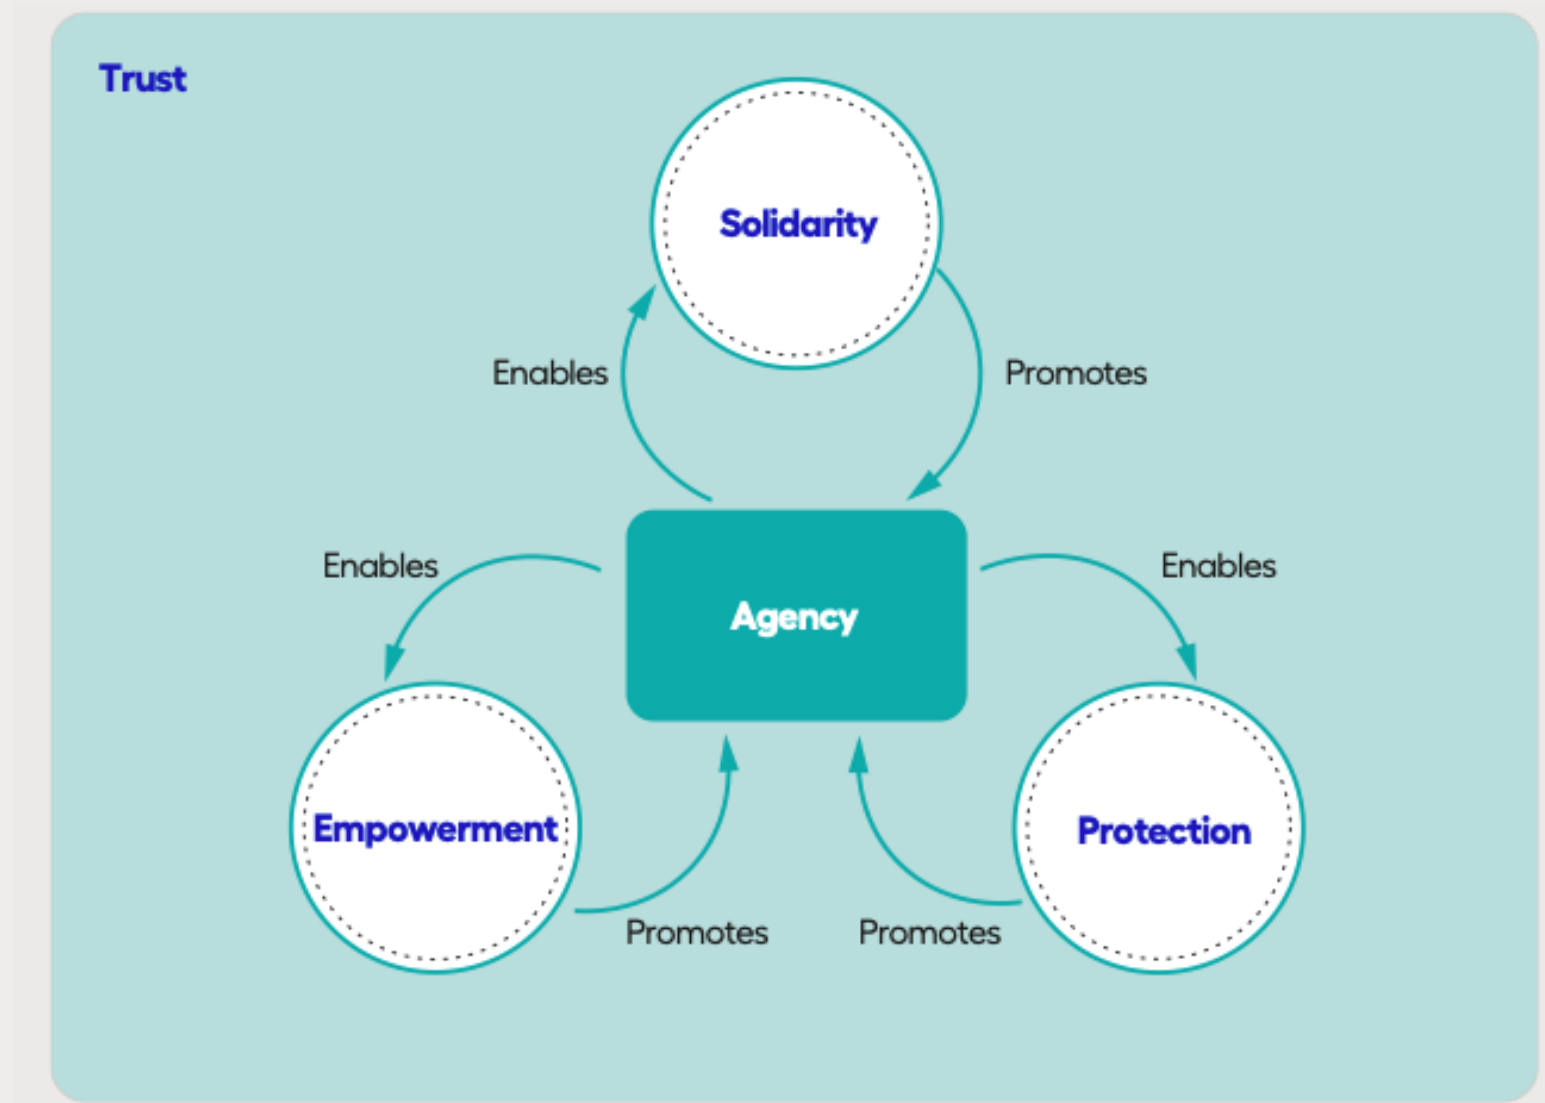 Trust
Solidarity
Enables
Promotes
Enables
Enables
Agency
Empowerment
Protection
Promotes
Promotes